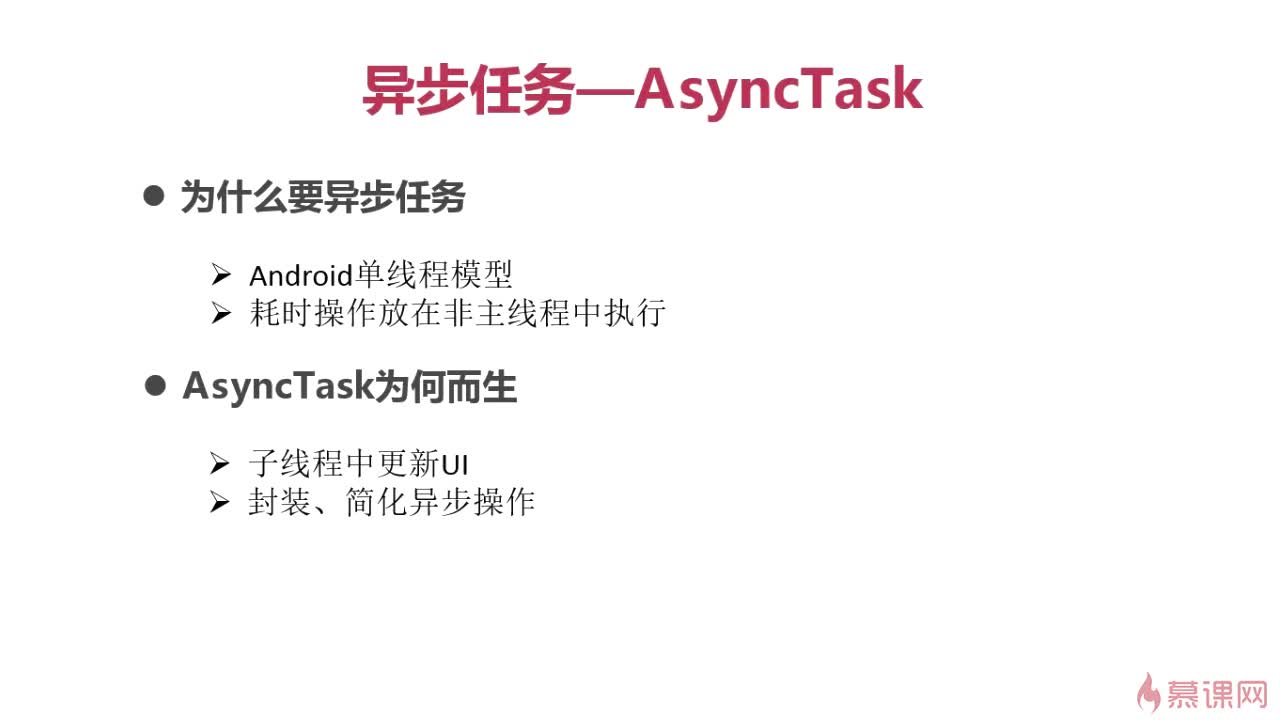 异步任务—AsyncTask
为什么要异步任务
Android单线程模型
耗时操作放在非主线程中执行
AsyncTask为何而生
子线程中更新UI
封装、简化异步操作
慕课网